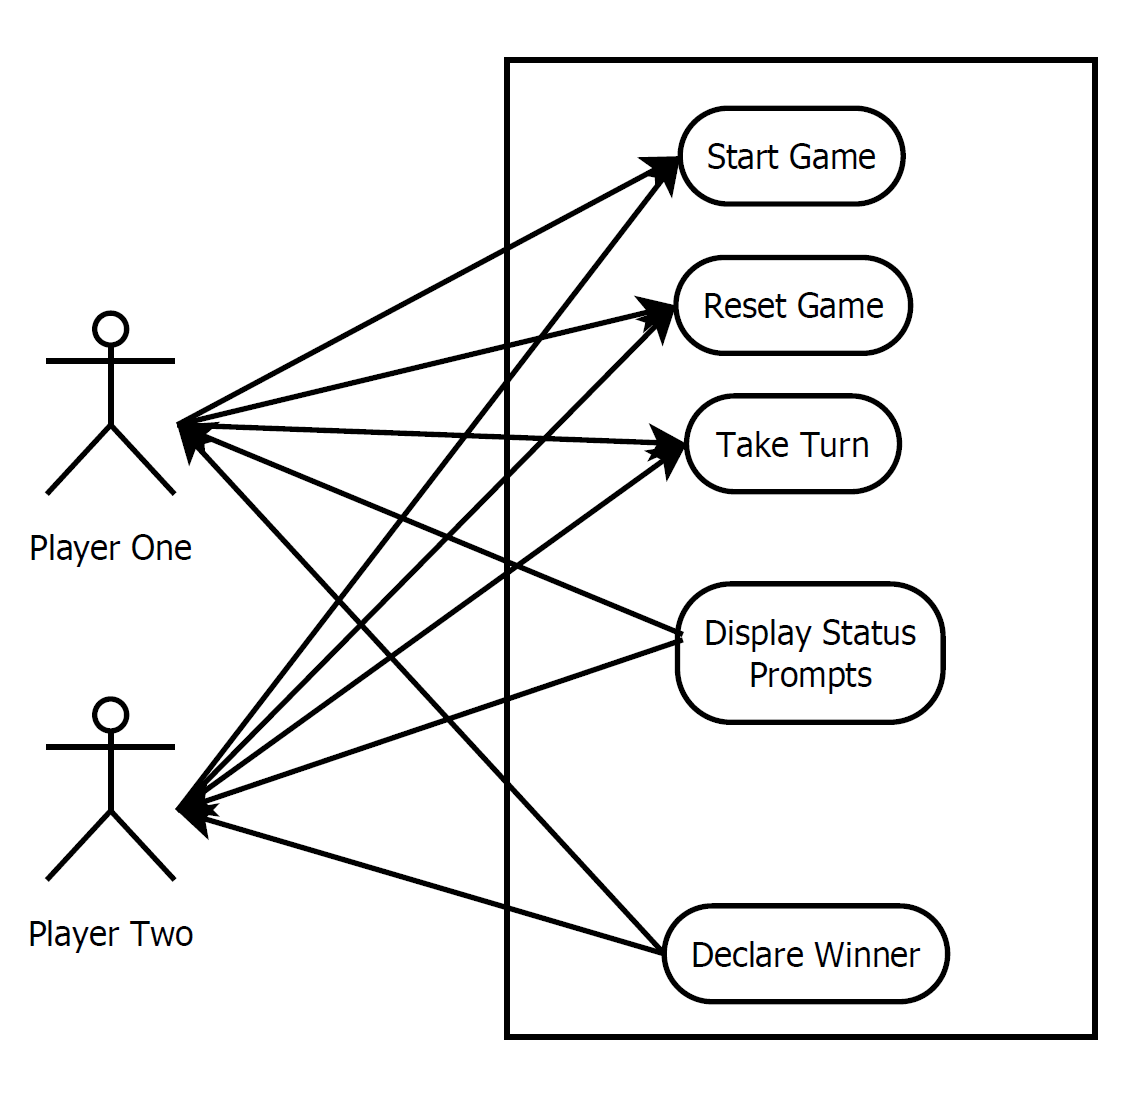 Start Game
Reset Game
Take Turn
Player One
Display Status
Prompts
Player Two
Declare Winner